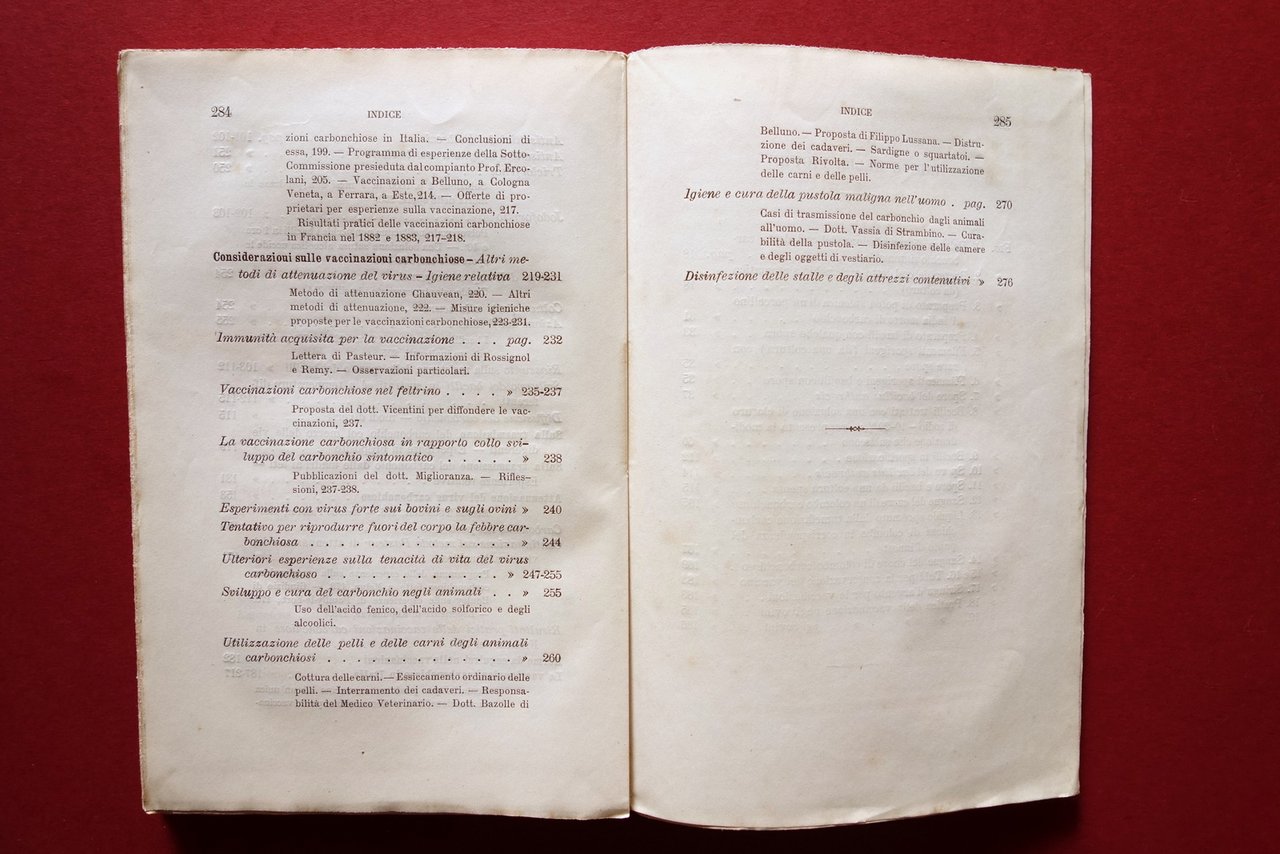 284
INDICE
zioni carbonchiose in Italia. — Conclusioni di
essa, 199. — Programma di esperienze della Sotto-
Commissione presieduta dal compianto Prof. Erco-
lani, 205. — Vaccinazioni a Belluno, a Cologna
Veneta, a Ferrara, a Este, 214. — Offerte di pro-
prietari per esperienze sulla vaccinazione, 217.
Risultati pratici delle vaccinazioni carbonchiose
in Francia nel 1882 e 1883, 217-218.
Considerazioni sulle vaccinazioni carbonchiose - Altri me-
todi di attenuazione del virus - Igiene relativa 219-231
Metodo di attenuazione Chauvean, 220. — Altri
metodi di attenuazione, 222. — Misure igieniche
proposte per le vaccinazioni carbonchiose, 223-231.
Immunità acquisita per la vaccinazione . . . pag. 232
Lettera di Pasteur. — Informazioni di Rossignol
e Remy. — Osservazioni particolari.
Vaccinazioni carbonchiose nel feltrino . . . . » 235-237
Proposta del dott. Vicentini per diffondere le vac-
cinazioni, 237.
La vaccinazione carbonchiosa in rapporto collo svi-
luppo del carbonchio sintomatico . . . . . » 238
Pubblicazioni del dott. Miglioranza. — Rifles-
sioni, 237-238.
Esperimenti con virus forte sui bovini e sugli ovini » 240
Tentativo per riprodurre fuori del corpo la febbre car-
bonchiosa . . . . . . . . . . . . . . » 244
Ulteriori esperienze sulla tenacità di vita del virus
carbonchioso . . . . . . . . . . . . » 247-255
Sviluppo e cura del carbonchio negli animali . . » 255
Uso dell'acido fenico, dell'acido solforico e degli
alcoolici.
Utilizzazione delle pelli e delle carni degli animali
carbonchiosi . . . . . . . . . . . . . » 260
Cottura delle carni. — Essiccamento ordinario delle
pelli. — Interramento dei cadaveri. — Responsa-
bilità del Medico Veterinario. — Dott. Bazolle di
INDICE
285
Belluno. — Proposta di Filippo Lussana. — Distru-
zione dei cadaveri. — Sardigne o squartatoi. —
Proposta Rivolta. — Norme per l'utilizzazione
delle carni e delle pelli.
Igiene e cura della pustola maligna nell'uomo . pag. 270
Casi di trasmissione del carbonchio dagli animali
all'uomo. — Dott. Vassia di Strambino. — Cura-
bilità della pustola. — Disinfezione delle camere
e degli oggetti di vestiario.
Disinfezione delle stalle e degli attrezzi contenutivi » 276